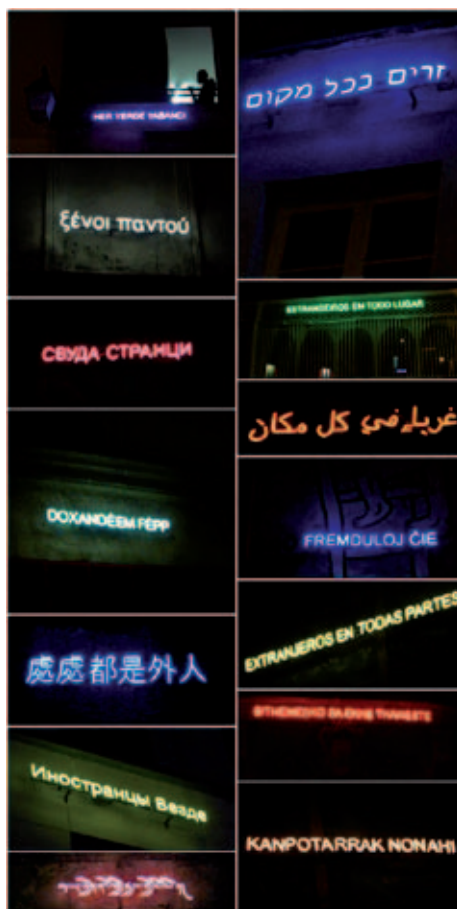 HER YERDE YABANCI
ξένοι παντού
СВУДА СТРАНЦИ
DOXANDÉEM FÉPP
處處都是外人
Иностранцы Везде
זרים בכל מקום
ESTRANGEIROS EM TODO LUGAR
غرباء في كل مكان
FREMDULOJ ĈIE
EXTRANJEROS EN TODAS PARTES
KANPOTARRAK NONAHI